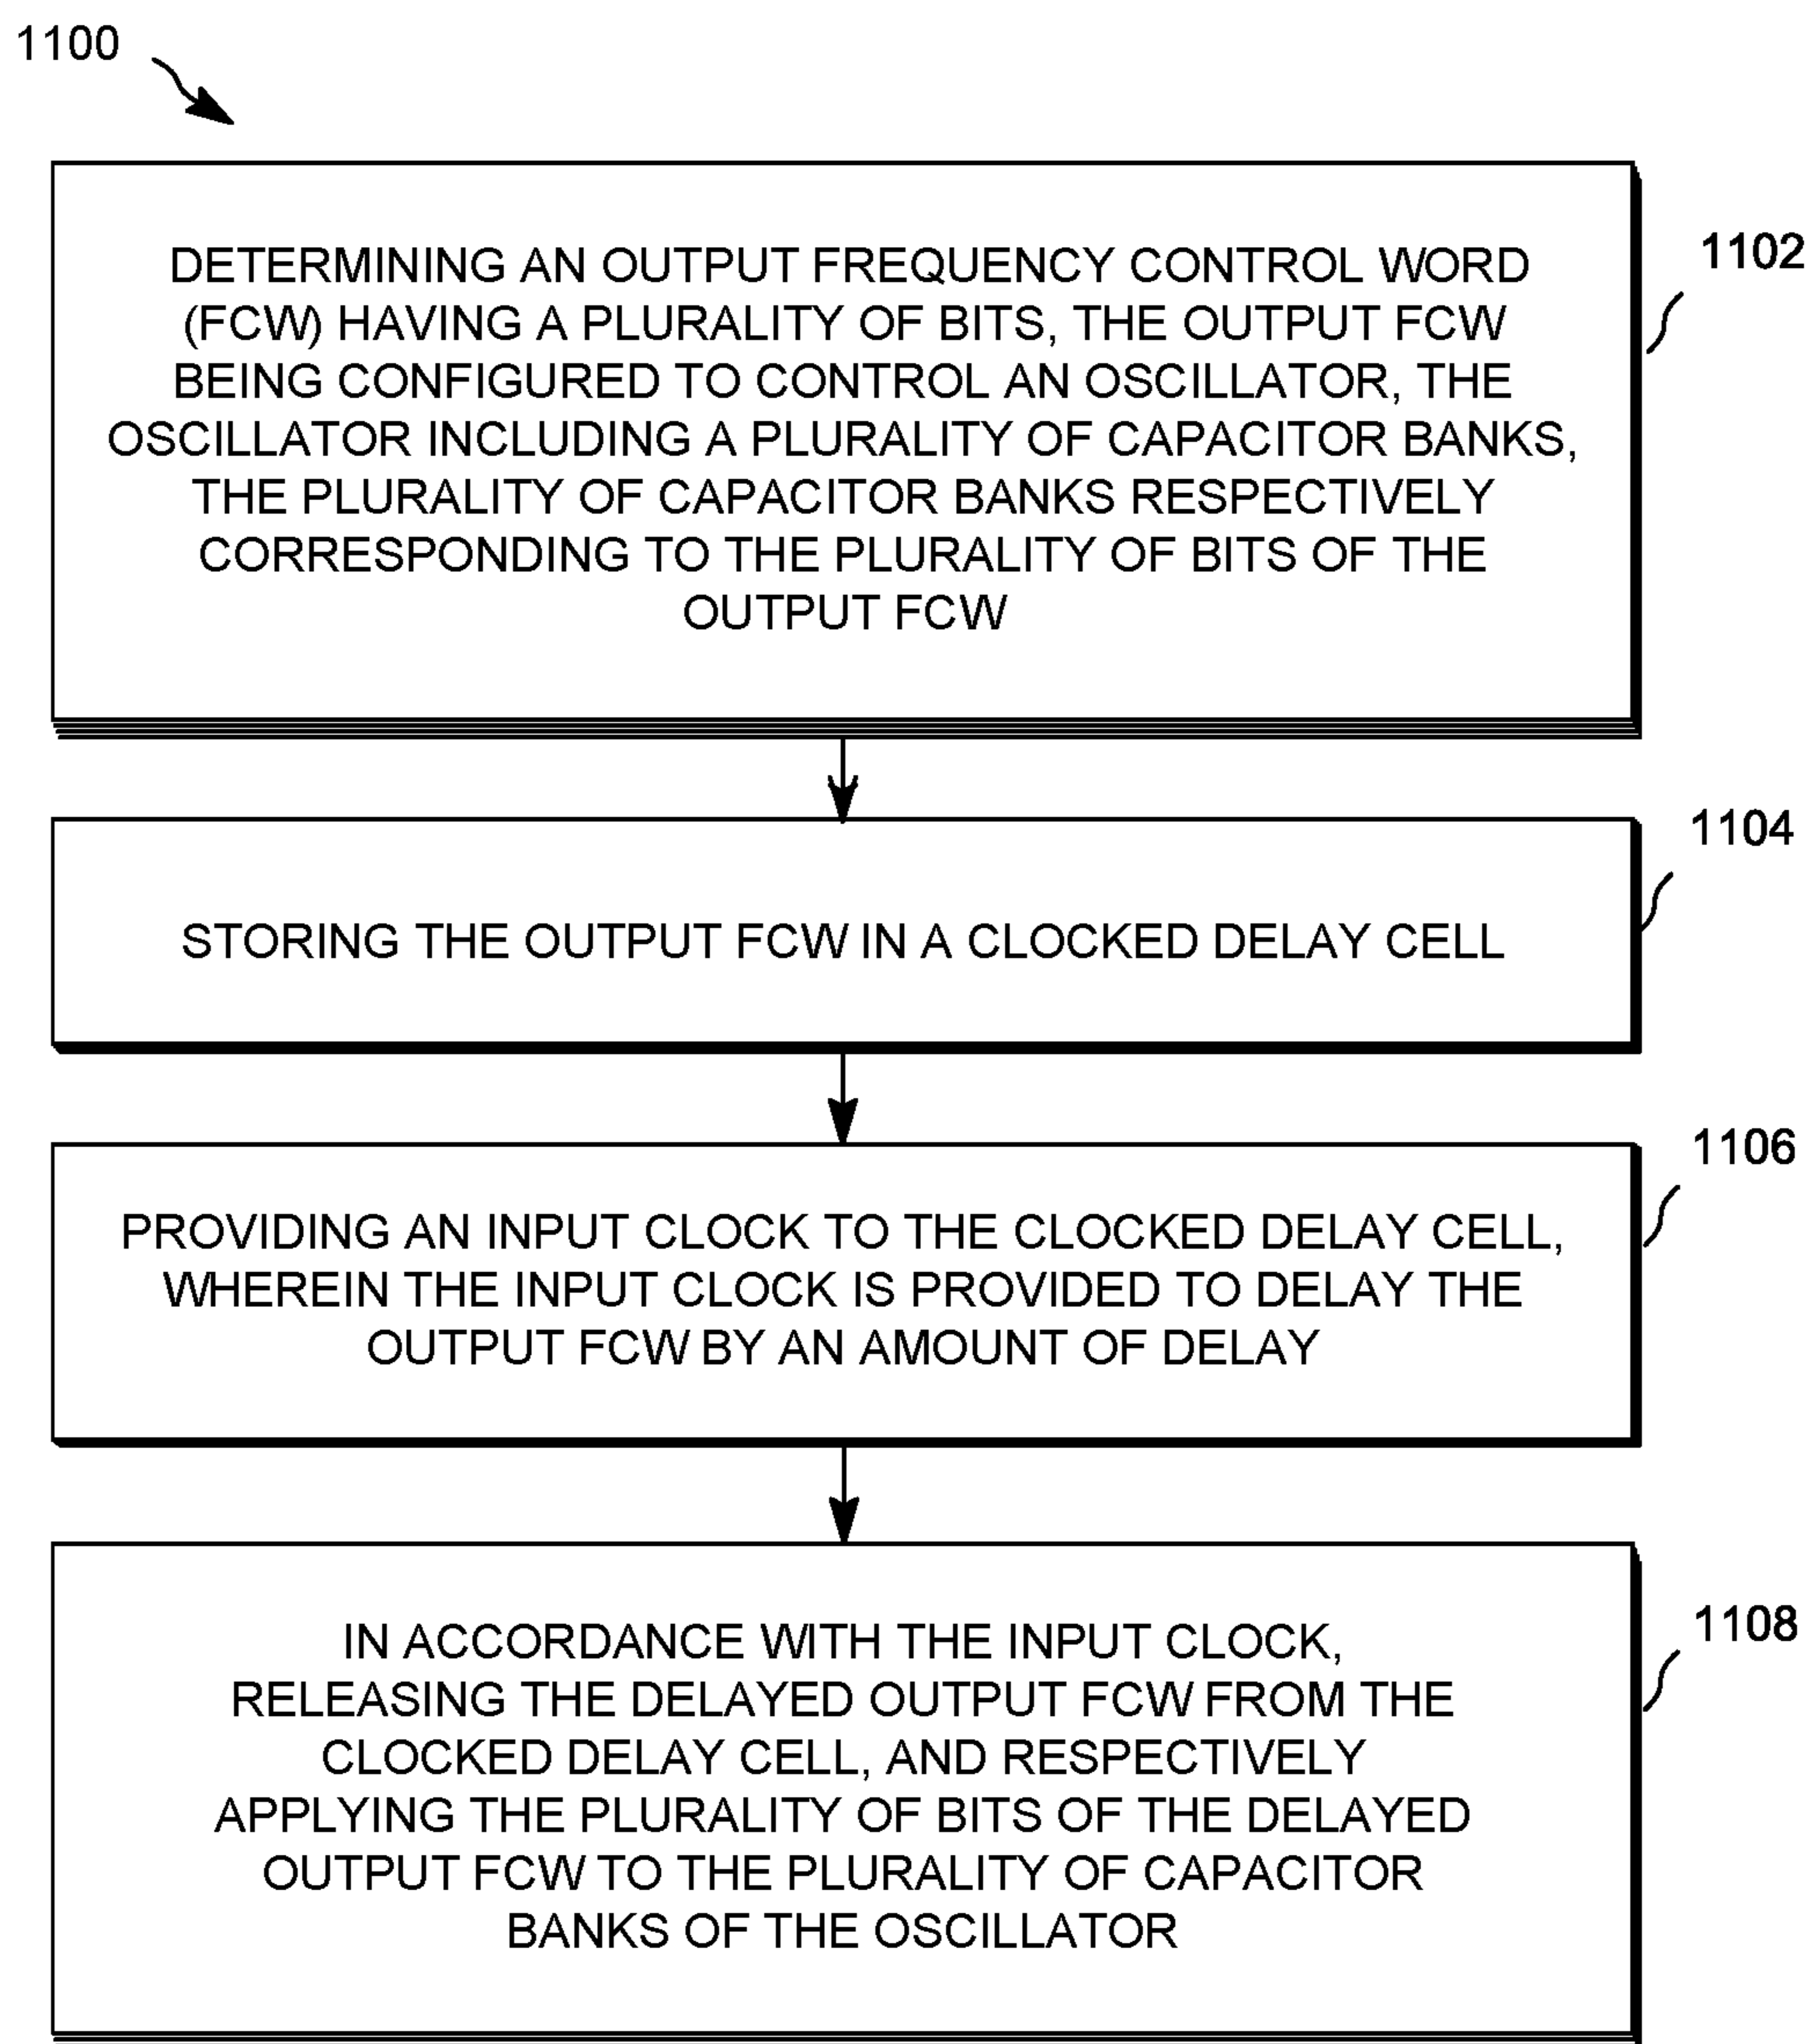 1100
DETERMINING AN OUTPUT FREQUENCY CONTROL WORD
(FCW) HAVING A PLURALITY OF BITS, THE OUTPUT FCW
BEING CONFIGURED TO CONTROL AN OSCILLATOR, THE
OSCILLATOR INCLUDING A PLURALITY OF CAPACITOR BANKS,
THE PLURALITY OF CAPACITOR BANKS RESPECTIVELY
CORRESPONDING TO THE PLURALITY OF BITS OF THE
OUTPUT FCW
1102
STORING THE OUTPUT FCW IN A CLOCKED DELAY CELL
1104
PROVIDING AN INPUT CLOCK TO THE CLOCKED DELAY CELL,
WHEREIN THE INPUT CLOCK IS PROVIDED TO DELAY THE
OUTPUT FCW BY AN AMOUNT OF DELAY
1106
IN ACCORDANCE WITH THE INPUT CLOCK,
RELEASING THE DELAYED OUTPUT FCW FROM THE
CLOCKED DELAY CELL, AND RESPECTIVELY
APPLYING THE PLURALITY OF BITS OF THE DELAYED
OUTPUT FCW TO THE PLURALITY OF CAPACITOR
BANKS OF THE OSCILLATOR
1108